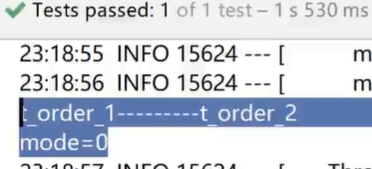 Tests passed: 1 of 1 test – 1 s 530 ms
23:18:55 INFO 15624 --- [ m
23:18:56 INFO 15624 --- [ m
t_order_1---------t_order_2
mode=0
23:18:57 INFO 15624 --- [ Thr